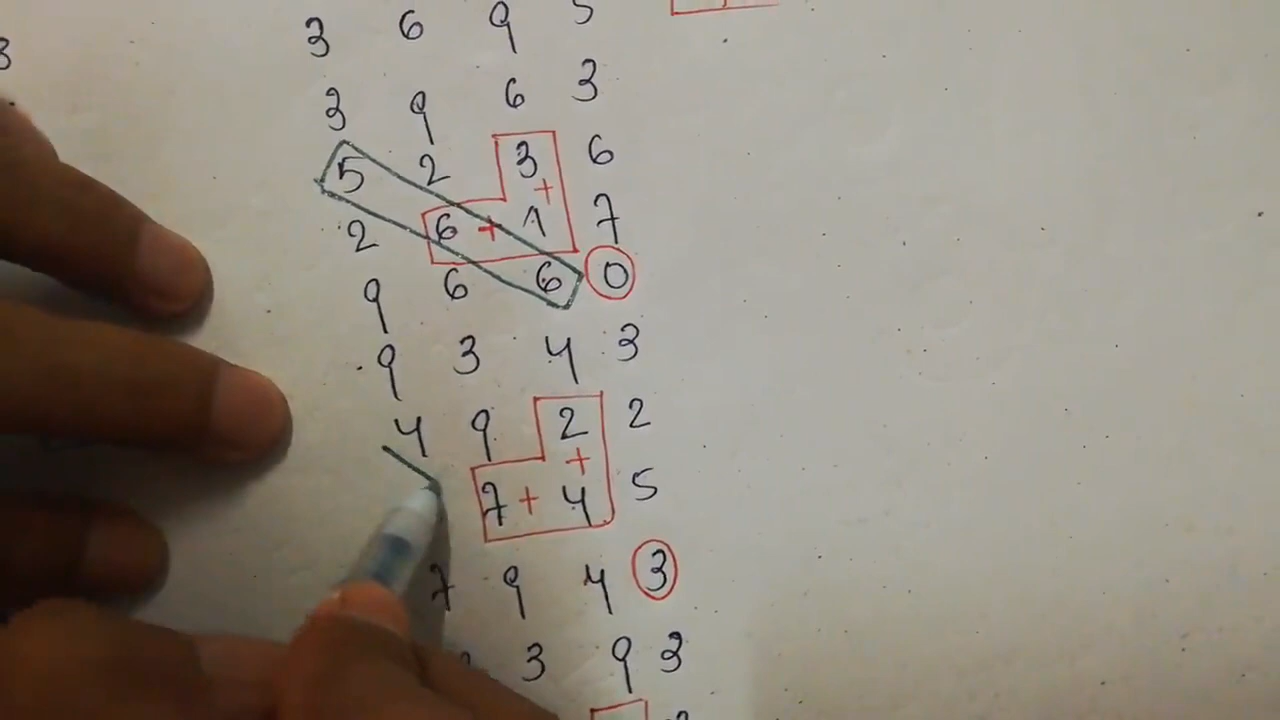 3 6 9 5
3
3 9 6 3
5 2 3 6
+
2 6 + 1 7
9 6 6 0
9 3 4 3
4 9 2 2
+
7 + 4 5
7 9 4 3
3 9 3